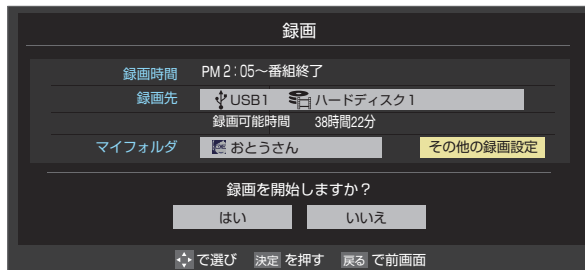 録画
録画時間 PM 2:05～番組終了
録画先 USB1 ハードディスク1
録画可能時間 38時間22分
マイフォルダ おとうさん その他の録画設定
録画を開始しますか？
はい いいえ
で選び 決定 を押す 戻る で前画面